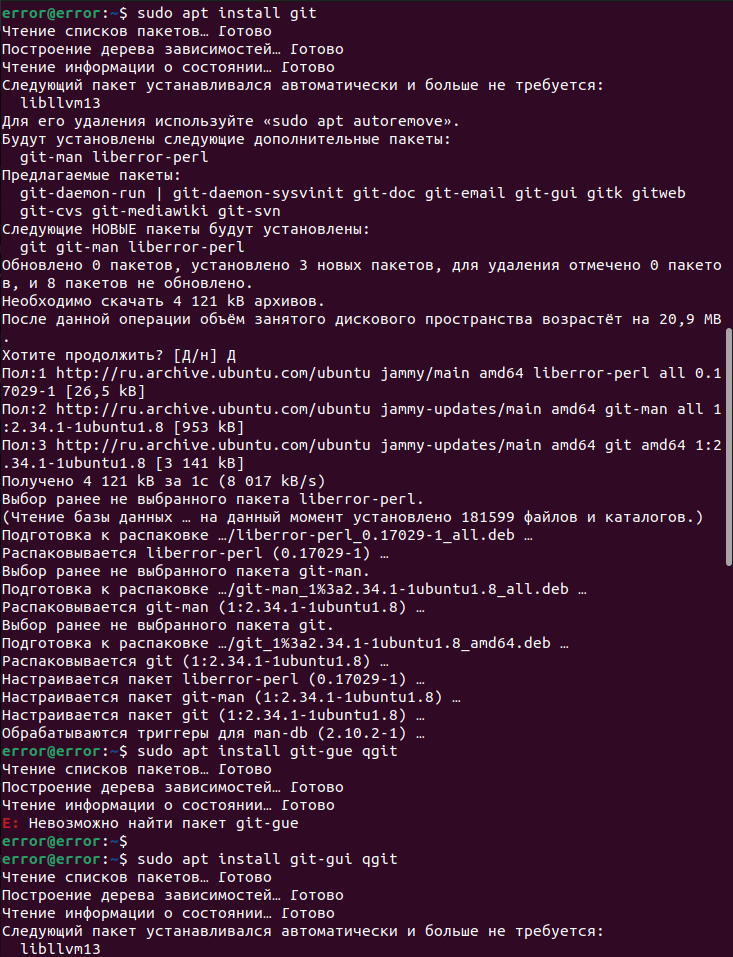 error@error:~$ sudo apt install git
Чтение списков пакетов… Готово
Построение дерева зависимостей… Готово
Чтение информации о состоянии… Готово
Следующий пакет устанавливался автоматически и больше не требуется:
  libllvm13
Для его удаления используйте «sudo apt autoremove».
Будут установлены следующие дополнительные пакеты:
  git-man liberror-perl
Предлагаемые пакеты:
  git-daemon-run | git-daemon-sysvinit git-doc git-email git-gui gitk gitweb
  git-cvs git-mediawiki git-svn
Следующие НОВЫЕ пакеты будут установлены:
  git git-man liberror-perl
Обновлено 0 пакетов, установлено 3 новых пакетов, для удаления отмечено 0 пакето
в, и 8 пакетов не обновлено.
Необходимо скачать 4 121 kB архивов.
После данной операции объём занятого дискового пространства возрастёт на 20,9 MB
.
Хотите продолжить? [Д/н] Д
Пол:1 http://ru.archive.ubuntu.com/ubuntu jammy/main amd64 liberror-perl all 0.1
7029-1 [26,5 kB]
Пол:2 http://ru.archive.ubuntu.com/ubuntu jammy-updates/main amd64 git-man all 1
:2.34.1-1ubuntu1.8 [953 kB]
Пол:3 http://ru.archive.ubuntu.com/ubuntu jammy-updates/main amd64 git amd64 1:2
.34.1-1ubuntu1.8 [3 141 kB]
Получено 4 121 kB за 1с (8 017 kB/s)
Выбор ранее не выбранного пакета liberror-perl.
(Чтение базы данных … на данный момент установлено 181599 файлов и каталогов.)
Подготовка к распаковке …/liberror-perl_0.17029-1_all.deb …
Распаковывается liberror-perl (0.17029-1) …
Выбор ранее не выбранного пакета git-man.
Подготовка к распаковке …/git-man_1%3a2.34.1-1ubuntu1.8_all.deb …
Распаковывается git-man (1:2.34.1-1ubuntu1.8) …
Выбор ранее не выбранного пакета git.
Подготовка к распаковке …/git_1%3a2.34.1-1ubuntu1.8_amd64.deb …
Распаковывается git (1:2.34.1-1ubuntu1.8) …
Настраивается пакет liberror-perl (0.17029-1) …
Настраивается пакет git-man (1:2.34.1-1ubuntu1.8) …
Настраивается пакет git (1:2.34.1-1ubuntu1.8) …
Обрабатываются триггеры для man-db (2.10.2-1) …
error@error:~$ sudo apt install git-gue qgit
Чтение списков пакетов… Готово
Построение дерева зависимостей… Готово
Чтение информации о состоянии… Готово
E: Невозможно найти пакет git-gue
error@error:~$
error@error:~$ sudo apt install git-gui qgit
Чтение списков пакетов… Готово
Построение дерева зависимостей… Готово
Чтение информации о состоянии… Готово
Следующий пакет устанавливался автоматически и больше не требуется:
  libllvm13